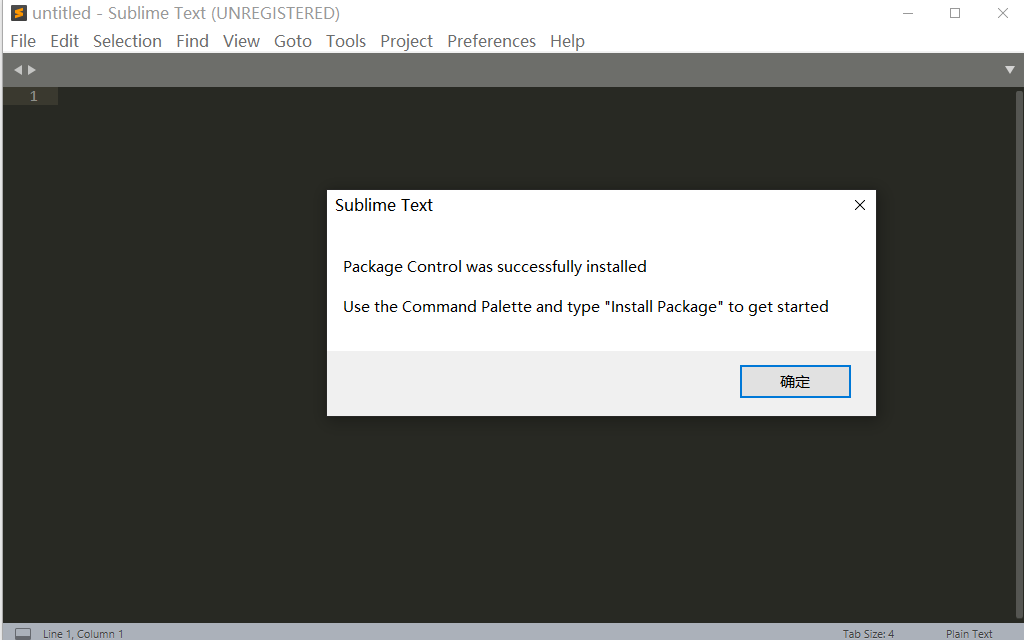 untitled - Sublime Text (UNREGISTERED)
File Edit Selection Find View Goto Tools Project Preferences Help
1
Sublime Text
Package Control was successfully installed
Use the Command Palette and type "Install Package" to get started
确定
Line 1, Column 1 Tab Size: 4 Plain Text